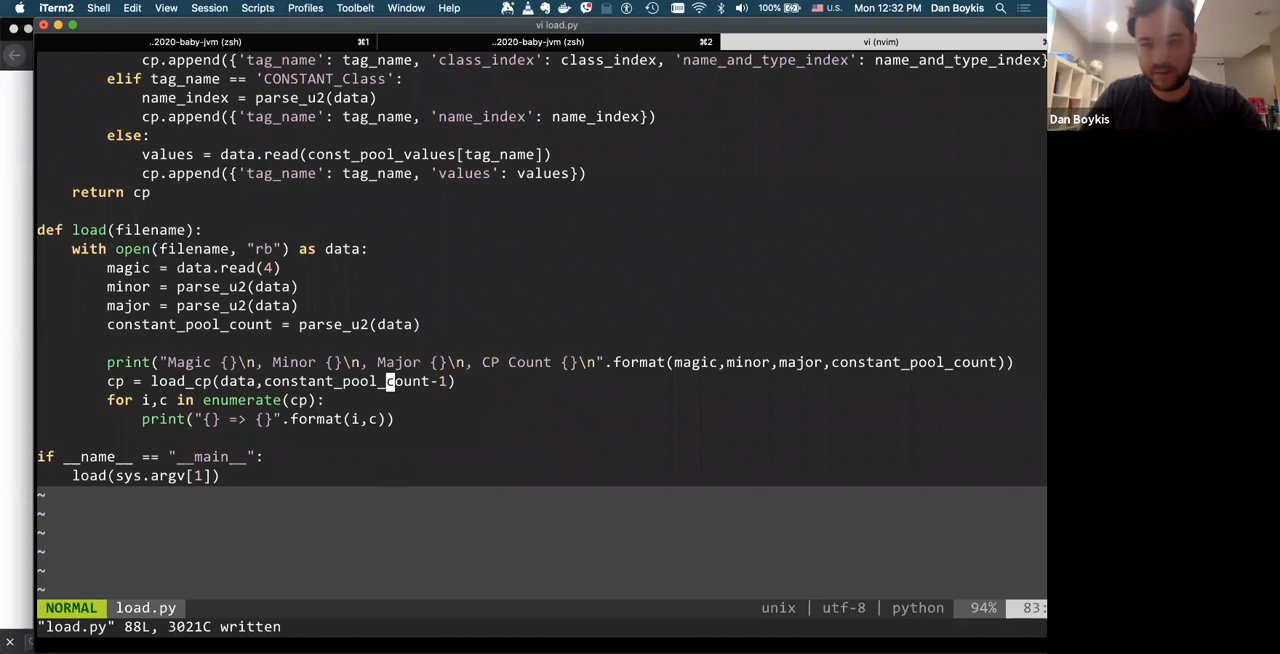 iTerm2 Shell Edit View Session Scripts Profiles Toolbelt Window Help 100% U.S. Mon 12:32 PM Dan Boykis
vi load.py
..2020-baby-jvm (zsh) ⌘1 ..2020-baby-jvm (zsh) ⌘2 vi (nvim)
cp.append({'tag_name': tag_name, 'class_index': class_index, 'name_and_type_index': name_and_type_index}
elif tag_name == 'CONSTANT_Class':
name_index = parse_u2(data)
cp.append({'tag_name': tag_name, 'name_index': name_index})
else:
values = data.read(const_pool_values[tag_name])
cp.append({'tag_name': tag_name, 'values': values})
return cp
def load(filename):
with open(filename, "rb") as data:
magic = data.read(4)
minor = parse_u2(data)
major = parse_u2(data)
constant_pool_count = parse_u2(data)
print("Magic {}\n, Minor {}\n, Major {}\n, CP Count {}\n".format(magic,minor,major,constant_pool_count))
cp = load_cp(data,constant_pool_count-1)
for i,c in enumerate(cp):
print("{} => {}".format(i,c))
if __name__ == "__main__":
load(sys.argv[1])
~
~
~
~
~
~
NORMAL load.py unix | utf-8 | python 94% 83:
"load.py" 88L, 3021C written
Dan Boykis